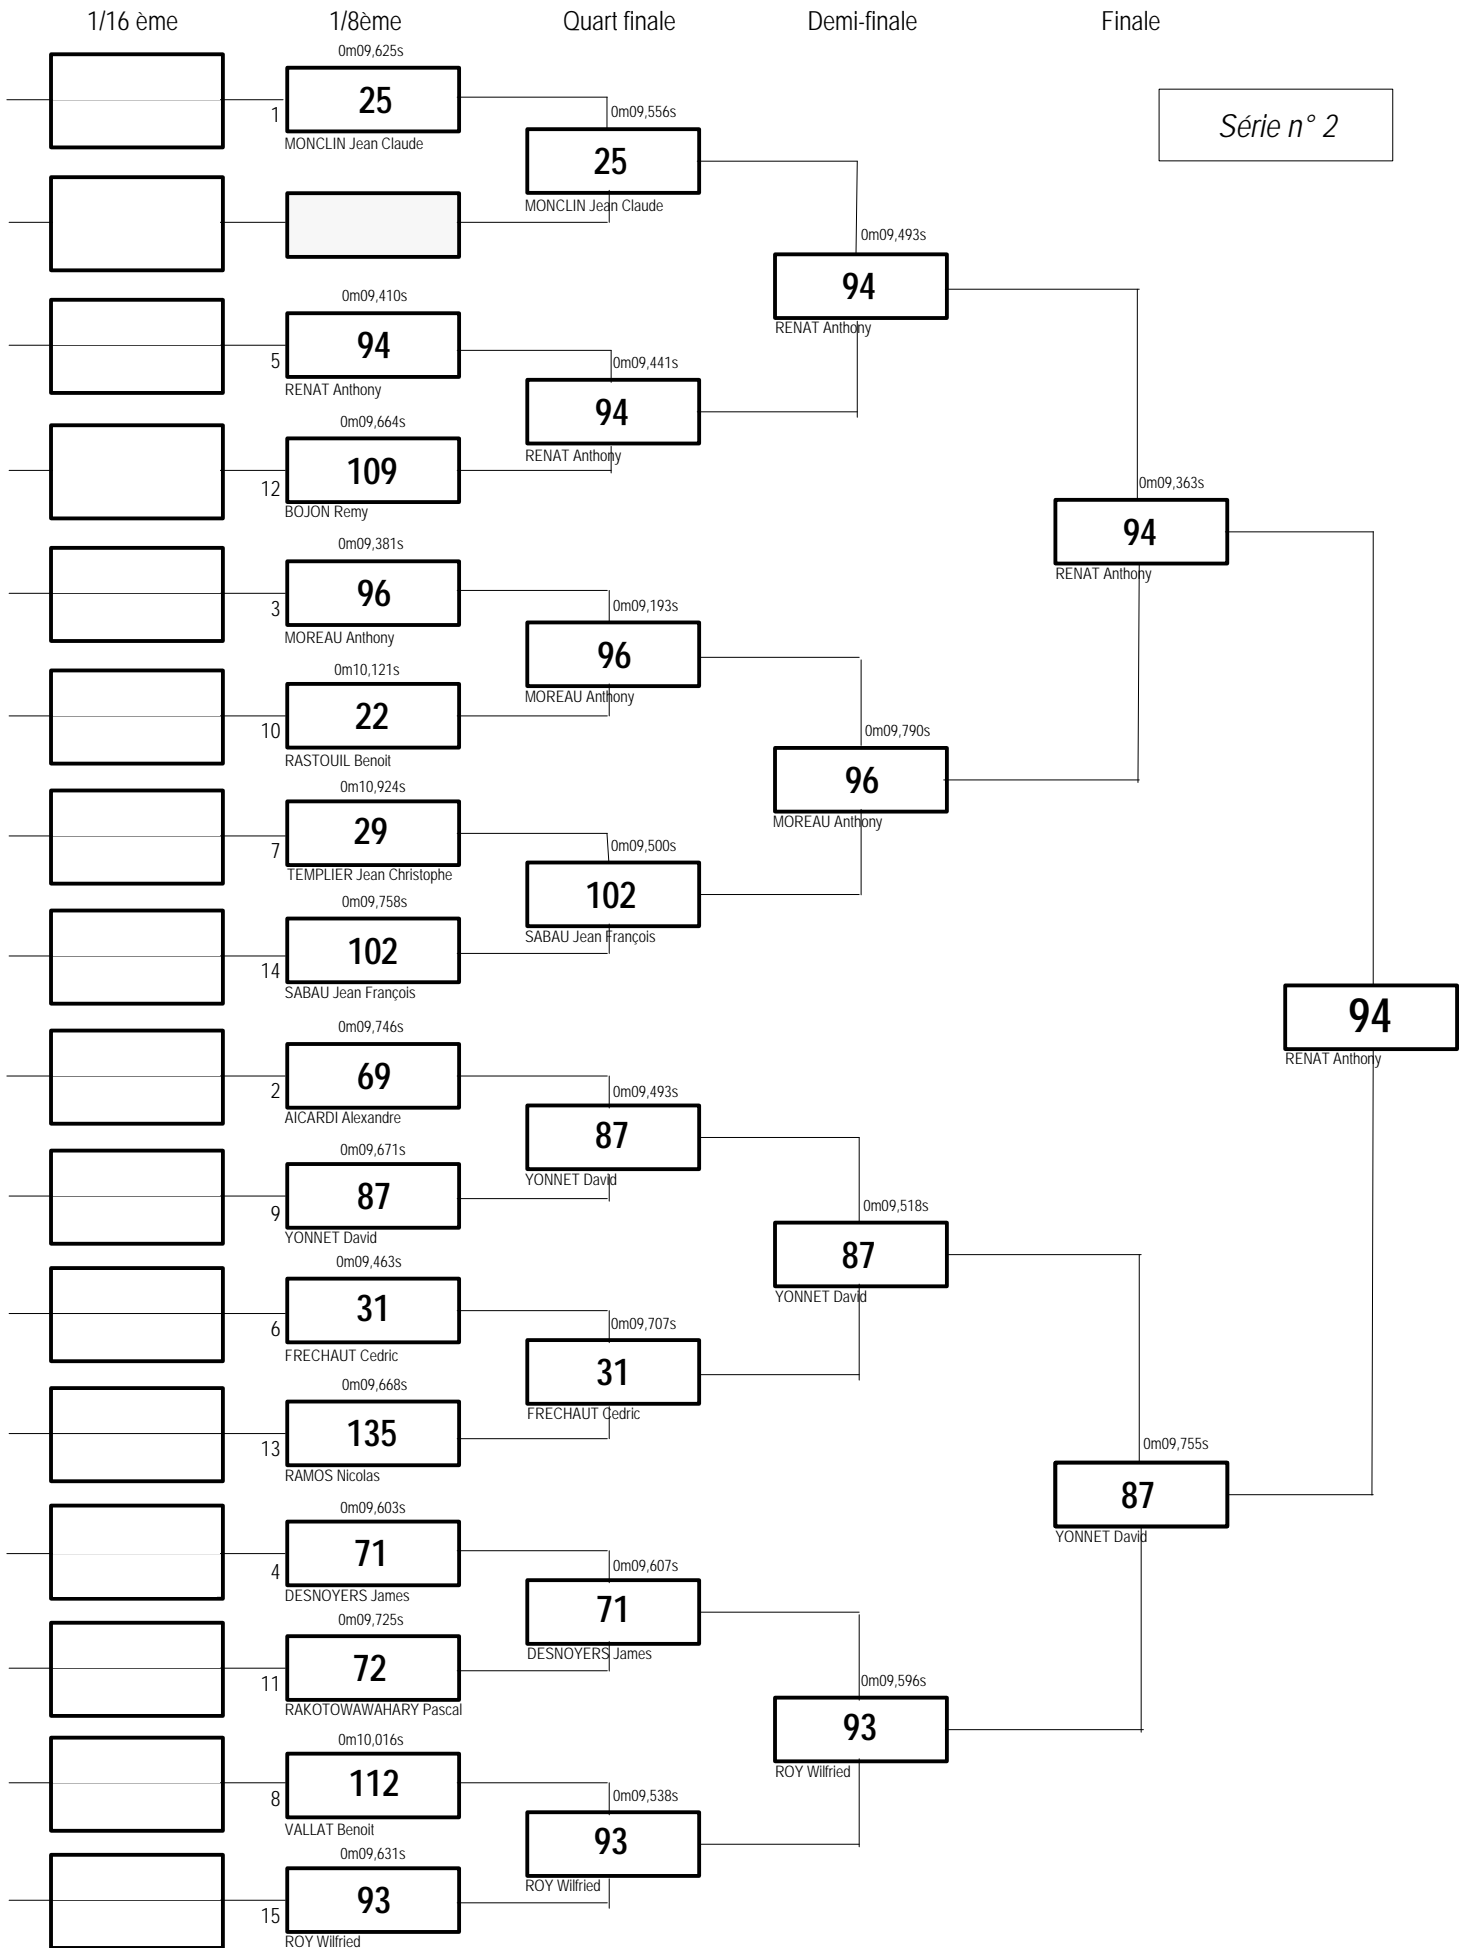 1/16 ème 1/8ème Quart finale Demi-finale Finale
Série n° 2
0m09,625s
1 25
MONCLIN Jean Claude
0m09,556s
25
MONCLIN Jean Claude
0m09,493s
94
RENAT Anthony
0m09,410s
5 94
RENAT Anthony
0m09,441s
94
RENAT Anthony
0m09,664s
12 109
BOJON Remy
0m09,363s
94
RENAT Anthony
0m09,381s
3 96
MOREAU Anthony
0m09,193s
96
MOREAU Anthony
0m10,121s
10 22
RASTOUIL Benoit
0m09,790s
96
MOREAU Anthony
0m10,924s
7 29
TEMPLIER Jean Christophe
0m09,500s
102
SABAU Jean François
0m09,758s
14 102
SABAU Jean François
94
RENAT Anthony
0m09,746s
2 69
AICARDI Alexandre
0m09,493s
87
YONNET David
0m09,671s
9 87
YONNET David
0m09,518s
87
YONNET David
0m09,463s
6 31
FRECHAUT Cedric
0m09,707s
31
FRECHAUT Cedric
0m09,668s
13 135
RAMOS Nicolas
0m09,755s
87
YONNET David
0m09,603s
4 71
DESNOYERS James
0m09,607s
71
DESNOYERS James
0m09,725s
11 72
RAKOTOWAWAHARY Pascal
0m09,596s
93
ROY Wilfried
0m10,016s
8 112
VALLAT Benoit
0m09,538s
93
ROY Wilfried
0m09,631s
15 93
ROY Wilfried